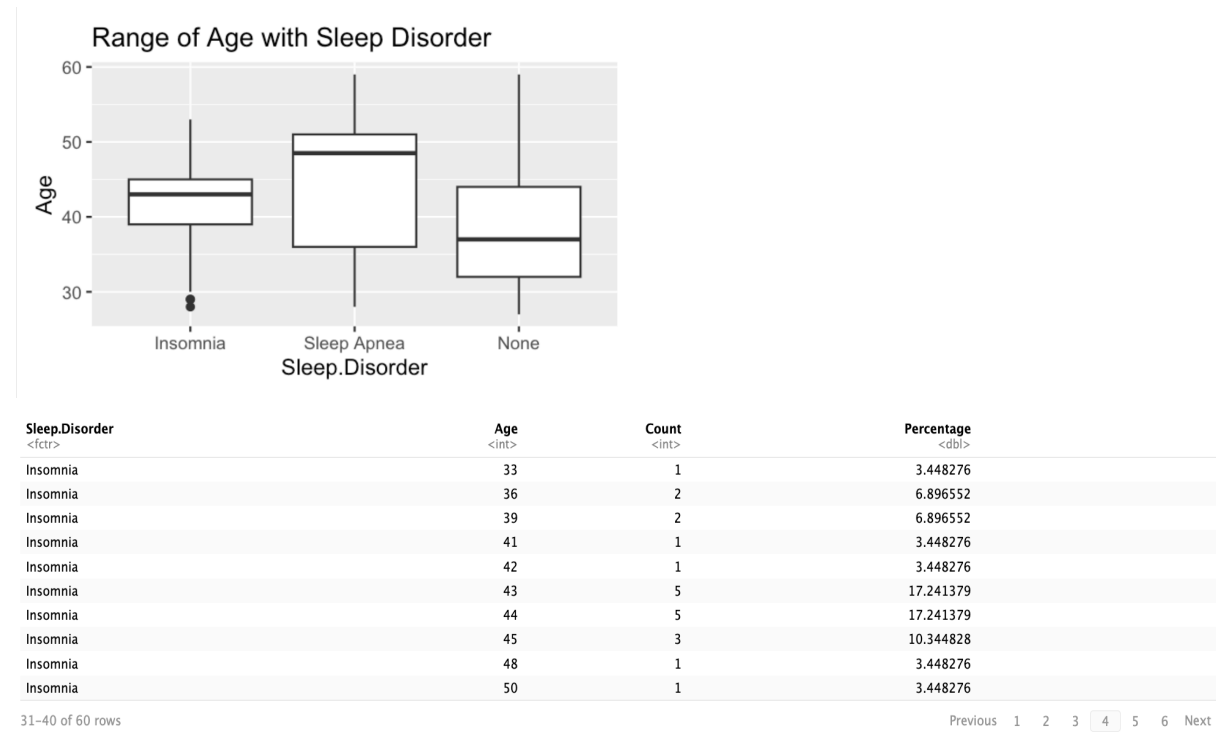 Range of Age with Sleep Disorder
60
50
40
30
Age
Insomnia Sleep Apnea None
Sleep.Disorder
Sleep.Disorder Age Count Percentage
<fctr> <int> <int> <dbl>
Insomnia 33 1 3.448276
Insomnia 36 2 6.896552
Insomnia 39 2 6.896552
Insomnia 41 1 3.448276
Insomnia 42 1 3.448276
Insomnia 43 5 17.241379
Insomnia 44 5 17.241379
Insomnia 45 3 10.344828
Insomnia 48 1 3.448276
Insomnia 50 1 3.448276
31–40 of 60 rows Previous 1 2 3 4 5 6 Next